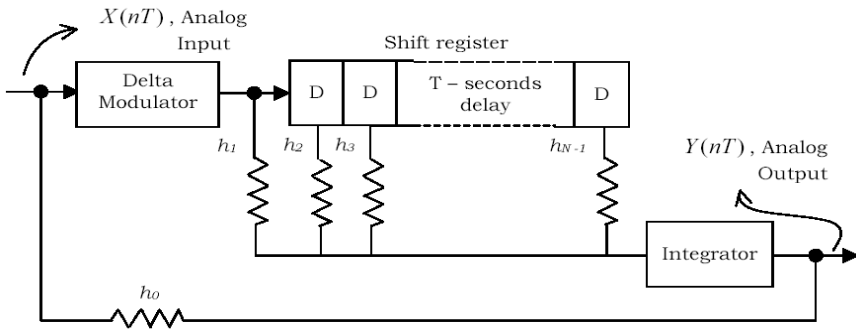 X(nT), Analog
Input
Shift register
Delta
Modulator
D
D
T – seconds
delay
D
h1
h2
h3
hN-1
Y(nT), Analog
Output
Integrator
h0